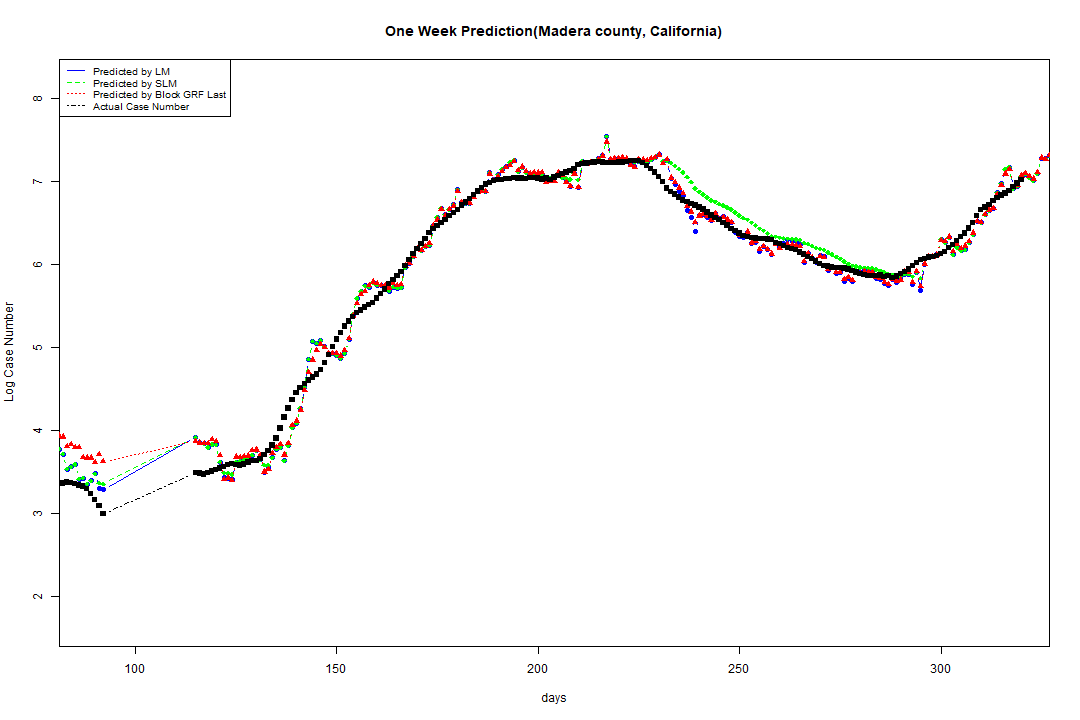 One Week Prediction(Madera county, California)
Predicted by LM
Predicted by SLM
Predicted by Block GRF Last
Actual Case Number
8
7
6
5
4
3
2
Log Case Number
100 150 200 250 300
days